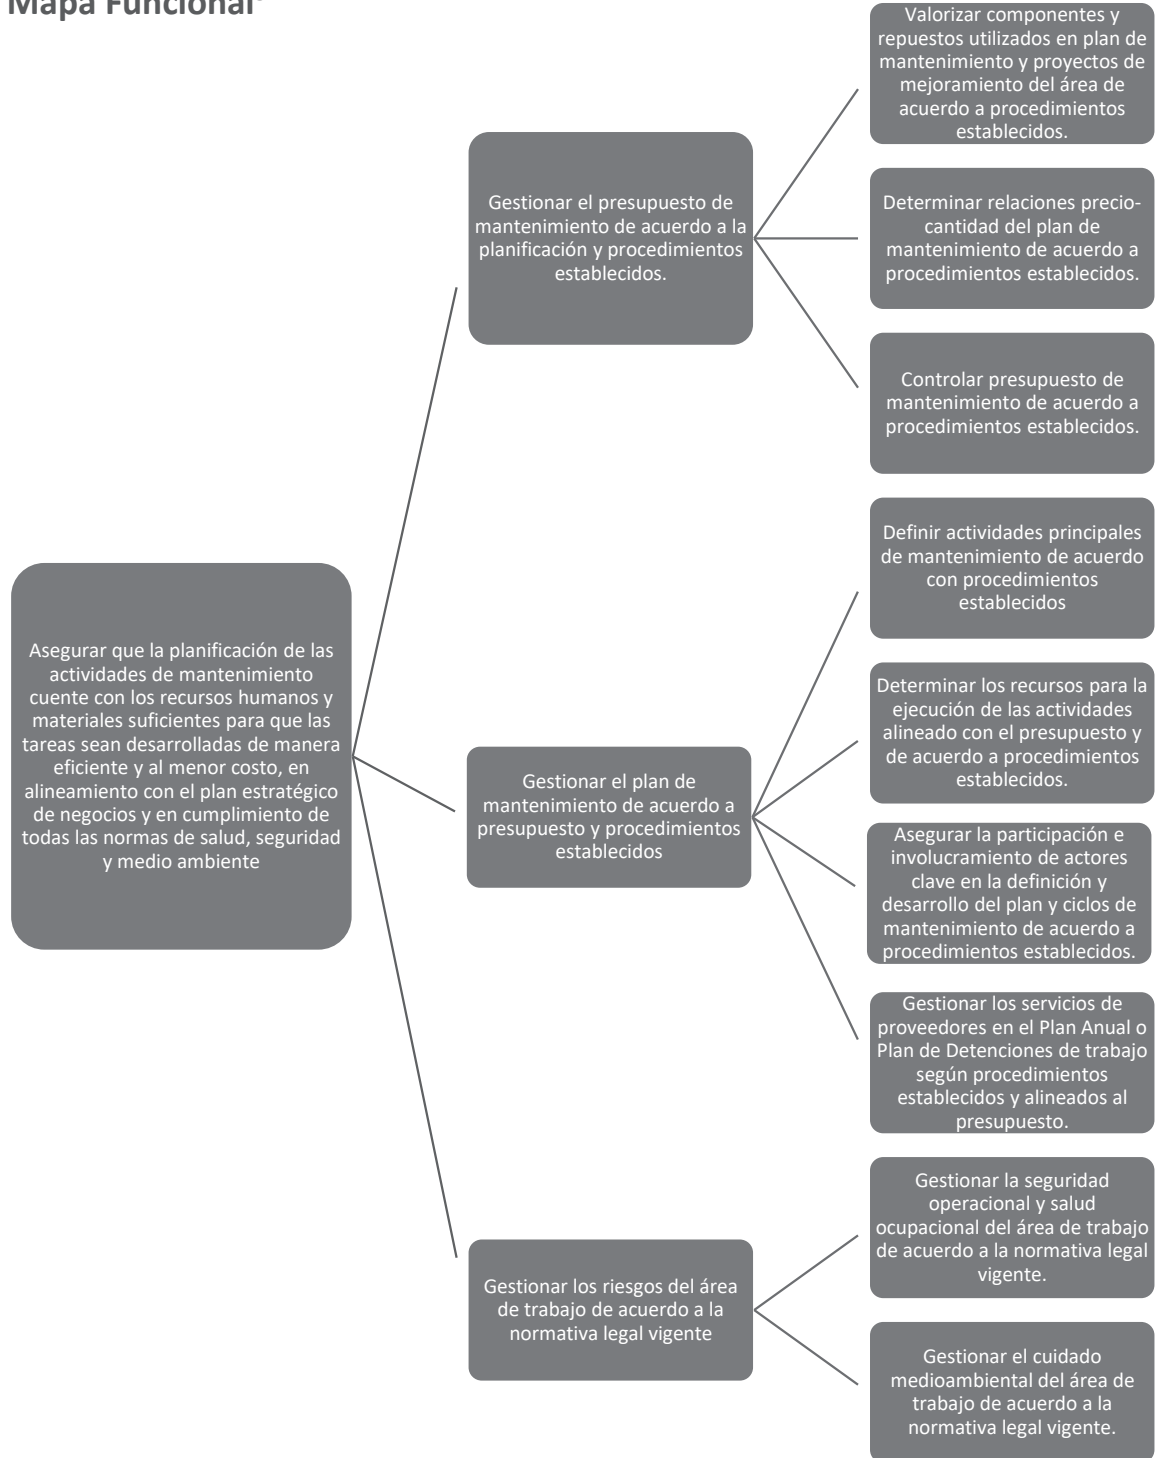 Mapa Funcional
Valorizar componentes y
repuestos utilizados en plan de
mantenimiento y proyectos de
mejoramiento del área de
acuerdo a procedimientos
establecidos.
Gestionar el presupuesto de
mantenimiento de acuerdo a la
planificación y procedimientos
establecidos.
Determinar relaciones precio-
cantidad del plan de
mantenimiento de acuerdo a
procedimientos establecidos.
Controlar presupuesto de
mantenimiento de acuerdo a
procedimientos establecidos.
Asegurar que la planificación de las
actividades de mantenimiento
cuente con los recursos humanos y
materiales suficientes para que las
tareas sean desarrolladas de manera
eficiente y al menor costo, en
alineamiento con el plan estratégico
de negocios y en cumplimiento de
todas las normas de salud, seguridad
y medio ambiente
Gestionar el plan de
mantenimiento de acuerdo a
presupuesto y procedimientos
establecidos
Definir actividades principales
de mantenimiento de acuerdo
con procedimientos
establecidos
Determinar los recursos para la
ejecución de las actividades
alineado con el presupuesto y
de acuerdo a procedimientos
establecidos.
Asegurar la participación e
involucramiento de actores
clave en la definición y
desarrollo del plan y ciclos de
mantenimiento de acuerdo a
procedimientos establecidos.
Gestionar los servicios de
proveedores en el Plan Anual o
Plan de Detenciones de trabajo
según procedimientos
establecidos y alineados al
presupuesto.
Gestionar los riesgos del área
de trabajo de acuerdo a la
normativa legal vigente
Gestionar la seguridad
operacional y salud
ocupacional del área de trabajo
de acuerdo a la normativa legal
vigente.
Gestionar el cuidado
medioambiental del área de
trabajo de acuerdo a la
normativa legal vigente.